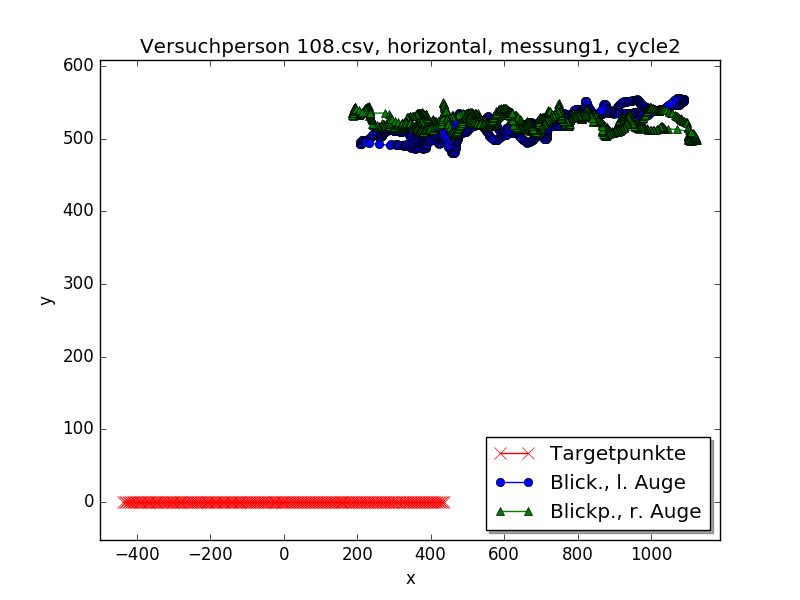 Versuchperson 108.csv, horizontal, messung1, cycle2
600
500
400
300
200
100
0
y
−400 −200 0 200 400 600 800 1000
x
Targetpunkte
Blick., l. Auge
Blickp., r. Auge